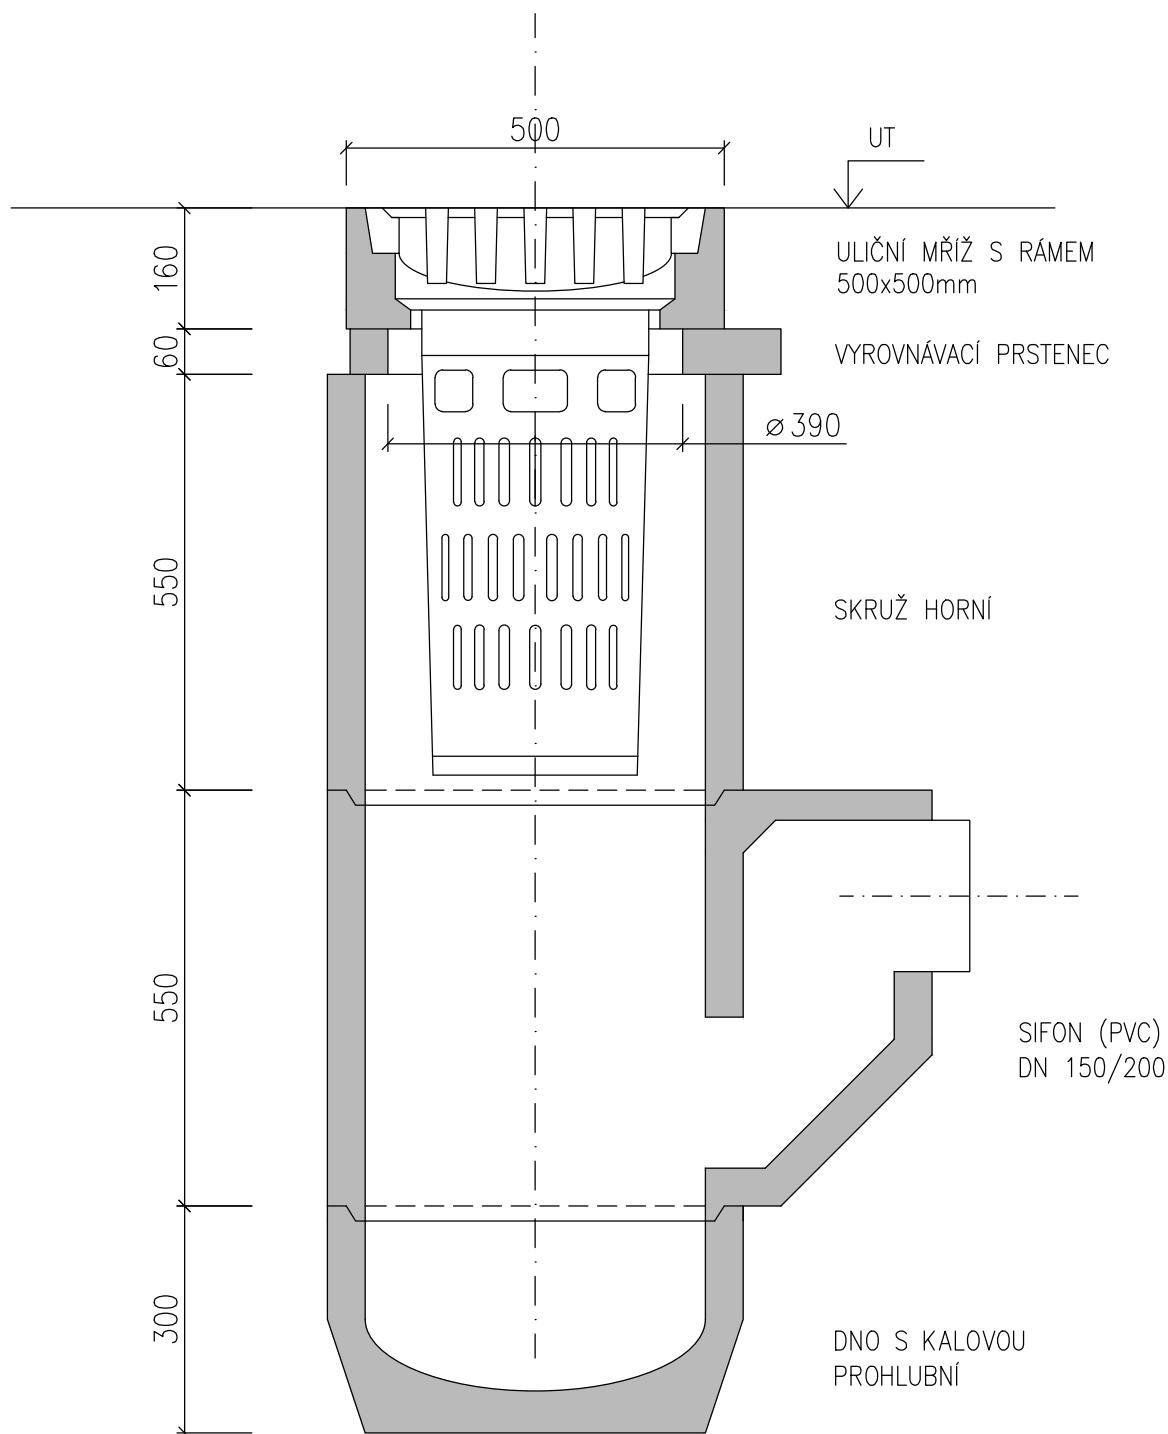 500
UT
160
ULIČNÍ MŘÍŽ S RÁMEM
500x500mm
60
VYROVNÁVACÍ PRSTENEC
⌀390
550
SKRUŽ HORNÍ
550
SIFON (PVC)
DN 150/200
300
DNO S KALOVOU
PROHLUBNÍ